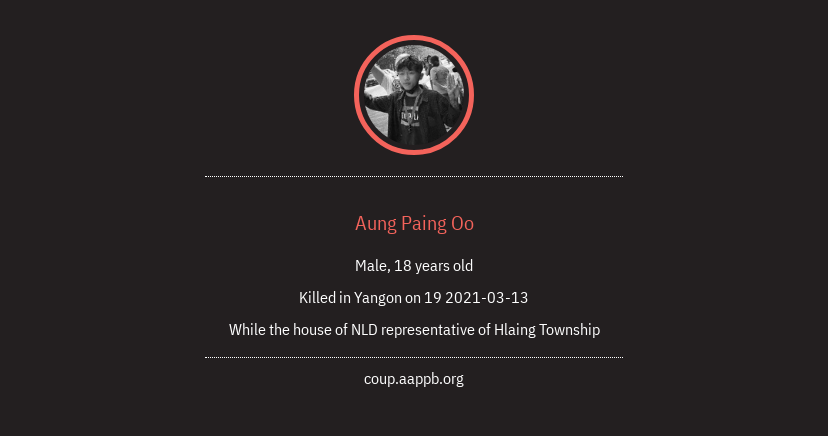 Aung Paing Oo
Male, 18 years old
Killed in Yangon on 19 2021-03-13
While the house of NLD representative of Hlaing Township
coup.aappb.org